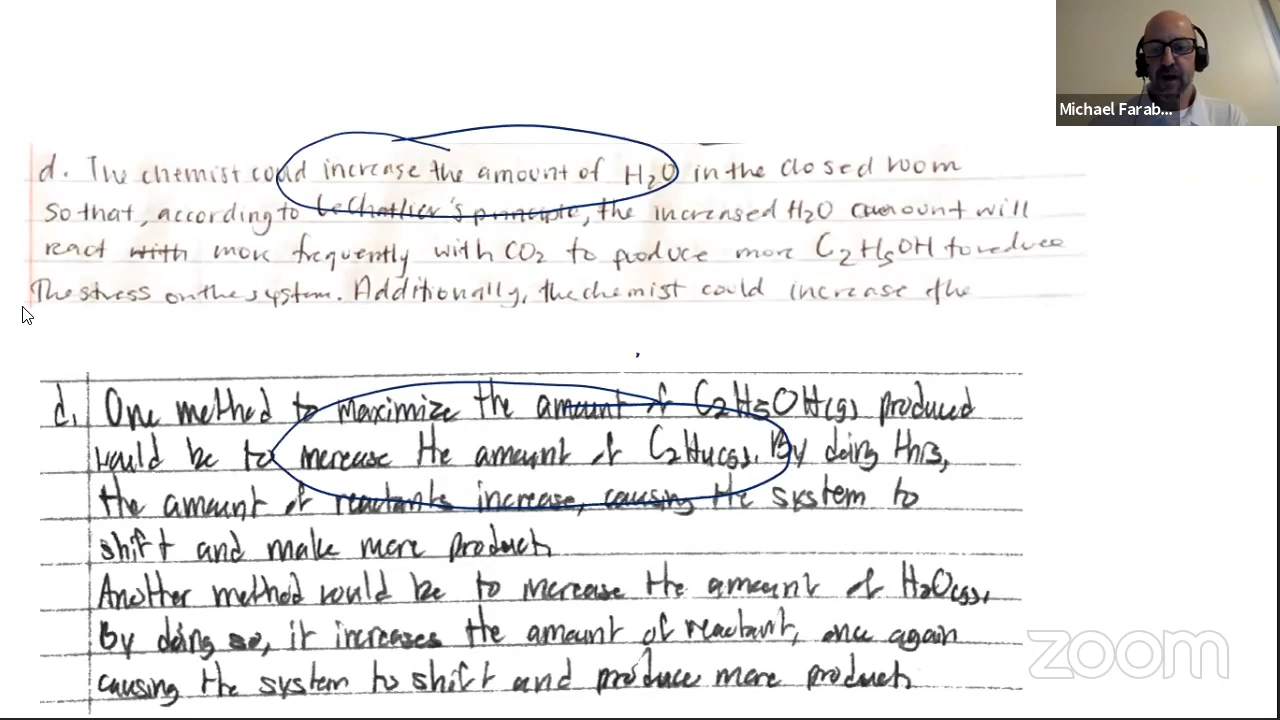 Michael Farab...
d. The chemist could increase the amount of H₂O in the closed room
so that, according to LeChatlier's principle, the increased H₂O amount will
react with more frequently with CO₂ to produce more C₂H₅OH to reduce
The stress on the system. Additionally, the chemist could increase the
d. One method to maximize the amount of C₂H₅OH(g) produced
would be to increase the amount of C₂H₄(g). By doing this,
the amount of reactants increase, causing the system to
shift and make more product.
Another method would be to increase the amount of H₂O(g).
By doing so, it increases the amount of reactant, once again
causing the system to shift and produce more product.
zoom